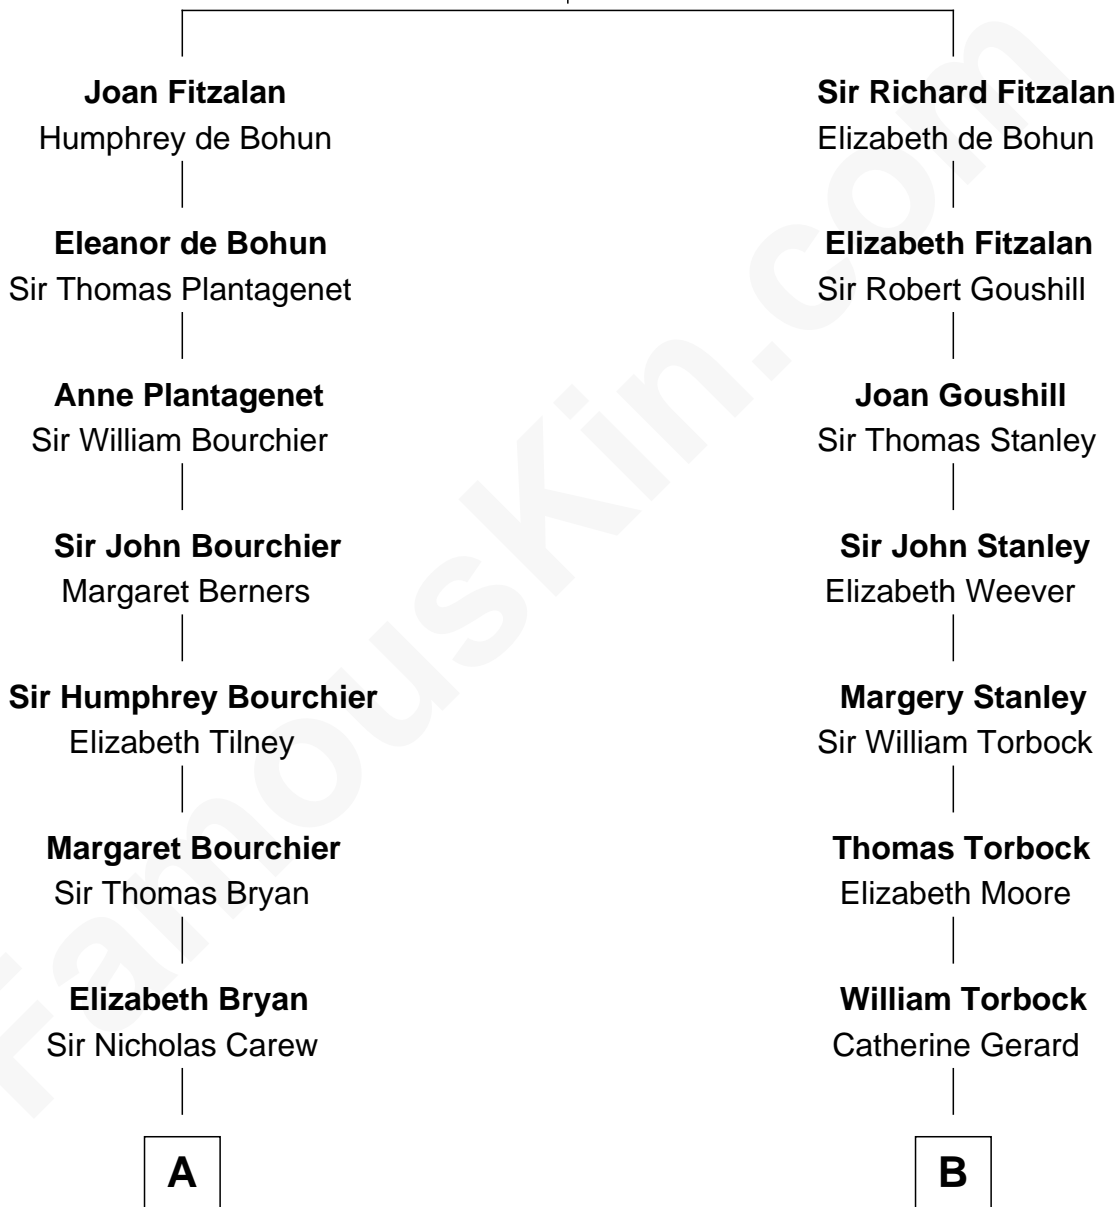 Joan Fitzalan
Humphrey de Bohun
Eleanor de Bohun
Sir Thomas Plantagenet
Anne Plantagenet
Sir William Bourchier
Sir John Bourchier
Margaret Berners
Sir Humphrey Bourchier
Elizabeth Tilney
Margaret Bourchier
Sir Thomas Bryan
Elizabeth Bryan
Sir Nicholas Carew
A
Sir Richard Fitzalan
Elizabeth de Bohun
Elizabeth Fitzalan
Sir Robert Goushill
Joan Goushill
Sir Thomas Stanley
Sir John Stanley
Elizabeth Weever
Margery Stanley
Sir William Torbock
Thomas Torbock
Elizabeth Moore
William Torbock
Catherine Gerard
B
FamousKin.com